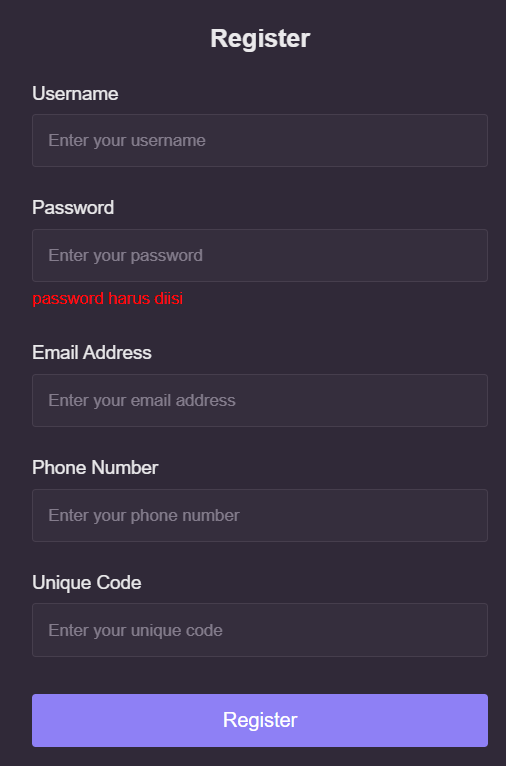 Register
Username
Enter your username
Password
Enter your password
password harus diisi
Email Address
Enter your email address
Phone Number
Enter your phone number
Unique Code
Enter your unique code
Register